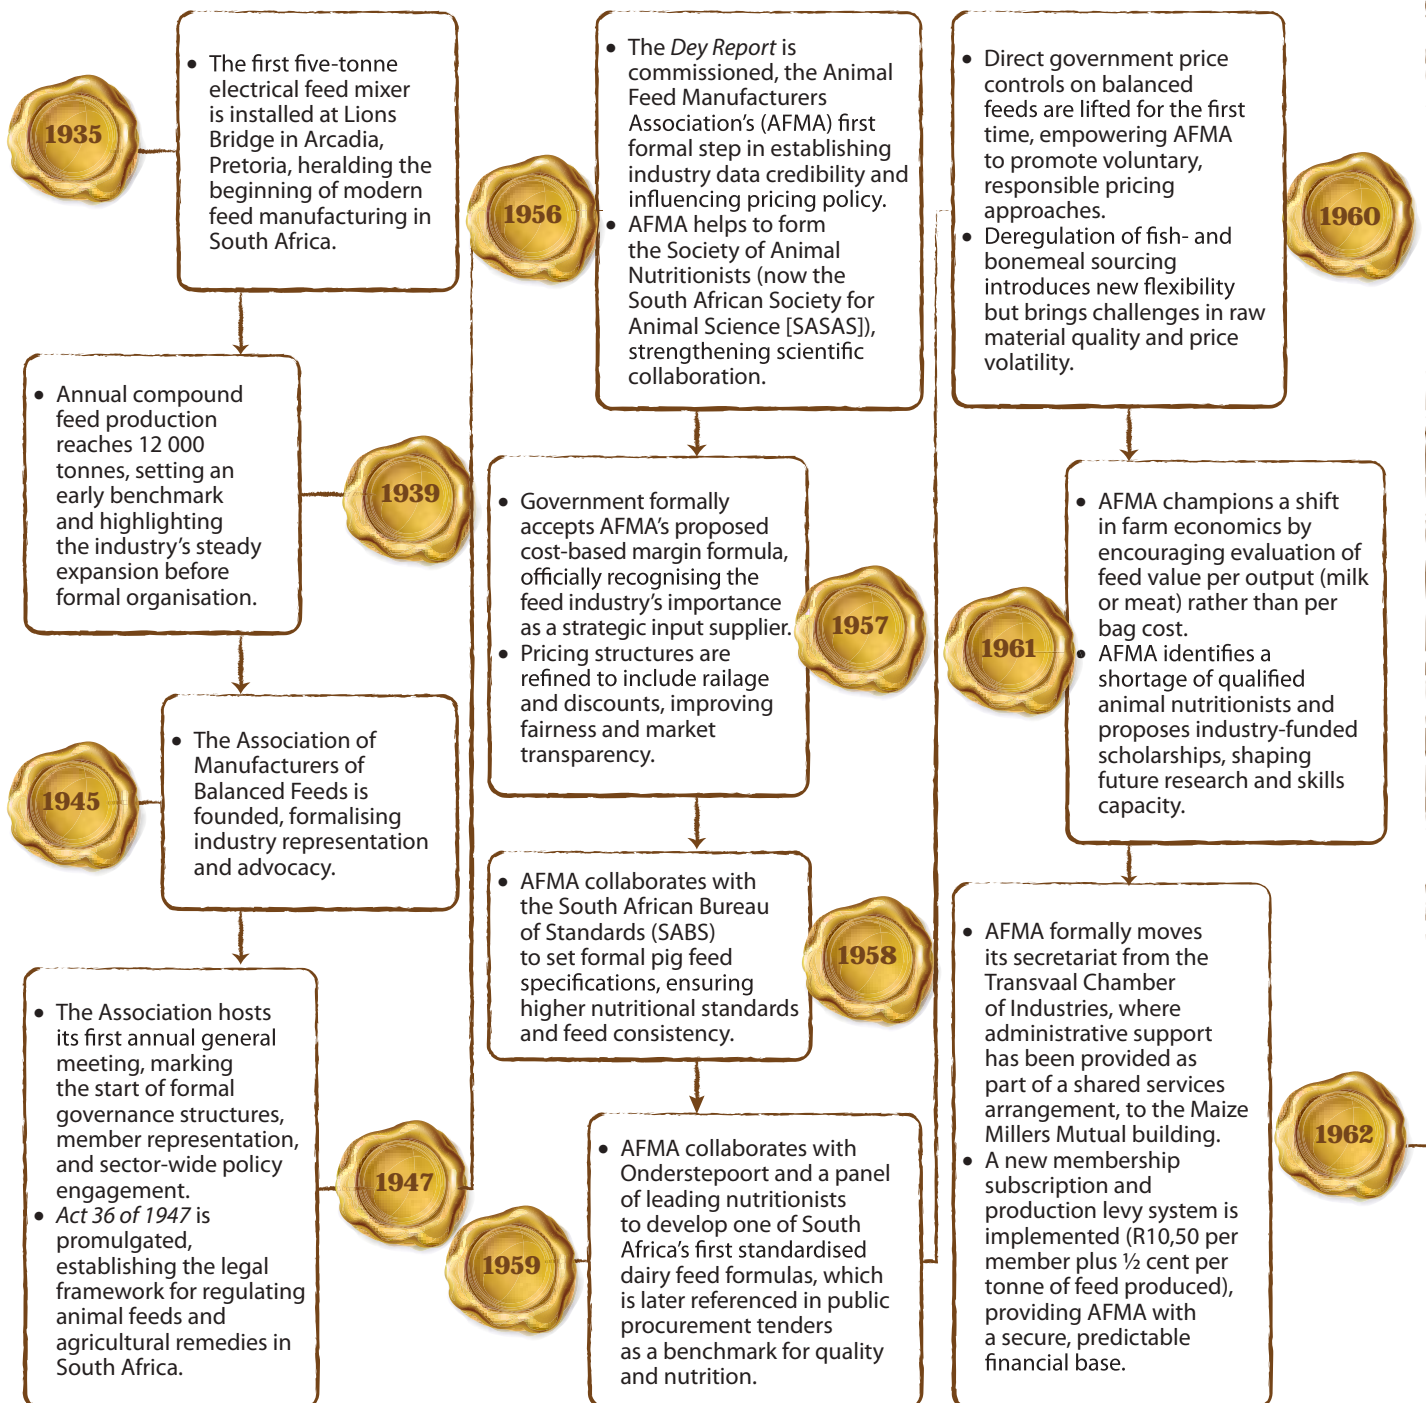 1935
• The first five-tonne
electrical feed mixer
is installed at Lions
Bridge in Arcadia,
Pretoria, heralding the
beginning of modern
feed manufacturing in
South Africa.
• Annual compound
feed production
reaches 12 000
tonnes, setting an
early benchmark
and highlighting
the industry’s steady
expansion before
formal organisation.
1939
1945
• The Association of
Manufacturers of
Balanced Feeds is
founded, formalising
industry representation
and advocacy.
• The Association hosts
its first annual general
meeting, marking
the start of formal
governance structures,
member representation,
and sector-wide policy
engagement.
• Act 36 of 1947 is
promulgated,
establishing the legal
framework for regulating
animal feeds and
agricultural remedies in
South Africa.
1947
1956
• The Dey Report is
commissioned, the Animal
Feed Manufacturers
Association’s (AFMA) first
formal step in establishing
industry data credibility and
influencing pricing policy.
• AFMA helps to form
the Society of Animal
Nutritionists (now the
South African Society for
Animal Science [SASAS]),
strengthening scientific
collaboration.
• Government formally
accepts AFMA’s proposed
cost-based margin formula,
officially recognising the
feed industry’s importance
as a strategic input supplier.
• Pricing structures are
refined to include railage
and discounts, improving
fairness and market
transparency.
1957
• AFMA collaborates with
the South African Bureau
of Standards (SABS)
to set formal pig feed
specifications, ensuring
higher nutritional standards
and feed consistency.
1958
1959
• AFMA collaborates with
Onderstepoort and a panel
of leading nutritionists
to develop one of South
Africa’s first standardised
dairy feed formulas, which
is later referenced in public
procurement tenders
as a benchmark for quality
and nutrition.
• Direct government price
controls on balanced
feeds are lifted for the first
time, empowering AFMA
to promote voluntary,
responsible pricing
approaches.
• Deregulation of fish- and
bonemeal sourcing
introduces new flexibility
but brings challenges in raw
material quality and price
volatility.
1960
1961
• AFMA champions a shift
in farm economics by
encouraging evaluation of
feed value per output (milk
or meat) rather than per
bag cost.
• AFMA identifies a
shortage of qualified
animal nutritionists and
proposes industry-funded
scholarships, shaping
future research and skills
capacity.
• AFMA formally moves
its secretariat from the
Transvaal Chamber
of Industries, where
administrative support
has been provided as
part of a shared services
arrangement, to the Maize
Millers Mutual building.
• A new membership
subscription and
production levy system is
implemented (R10,50 per
member plus ½ cent per
tonne of feed produced),
providing AFMA with
a secure, predictable
financial base.
1962